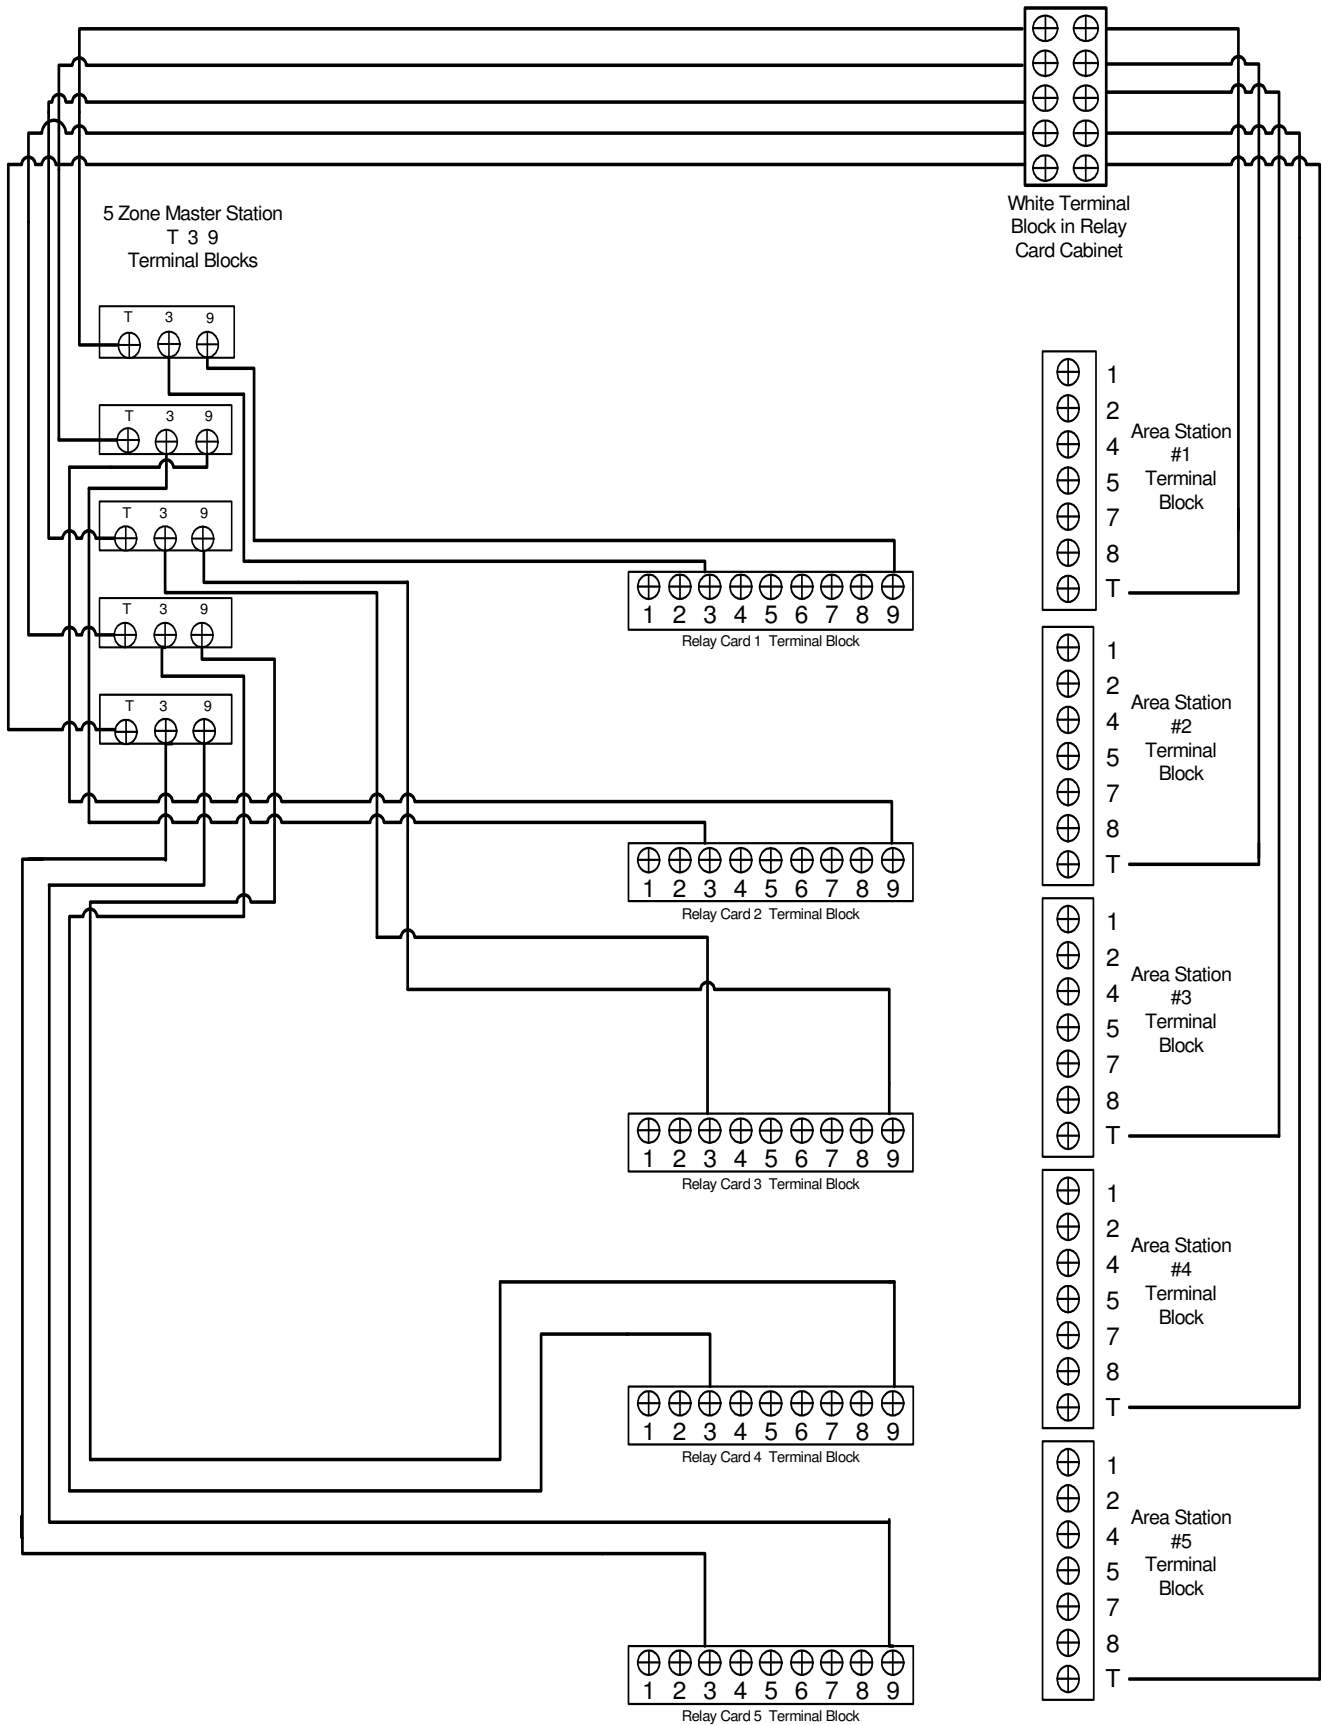 White Terminal
Block in Relay
Card Cabinet
5 Zone Master Station
T 3 9
Terminal Blocks
T 3 9
T 3 9
T 3 9
T 3 9
T 3 9
1 2 3 4 5 6 7 8 9
Relay Card 1 Terminal Block
1 2 3 4 5 6 7 8 9
Relay Card 2 Terminal Block
1 2 3 4 5 6 7 8 9
Relay Card 3 Terminal Block
1 2 3 4 5 6 7 8 9
Relay Card 4 Terminal Block
1 2 3 4 5 6 7 8 9
Relay Card 5 Terminal Block
1
2
4
5
7
8
T
Area Station
#1
Terminal
Block
1
2
4
5
7
8
T
Area Station
#2
Terminal
Block
1
2
4
5
7
8
T
Area Station
#3
Terminal
Block
1
2
4
5
7
8
T
Area Station
#4
Terminal
Block
1
2
4
5
7
8
T
Area Station
#5
Terminal
Block